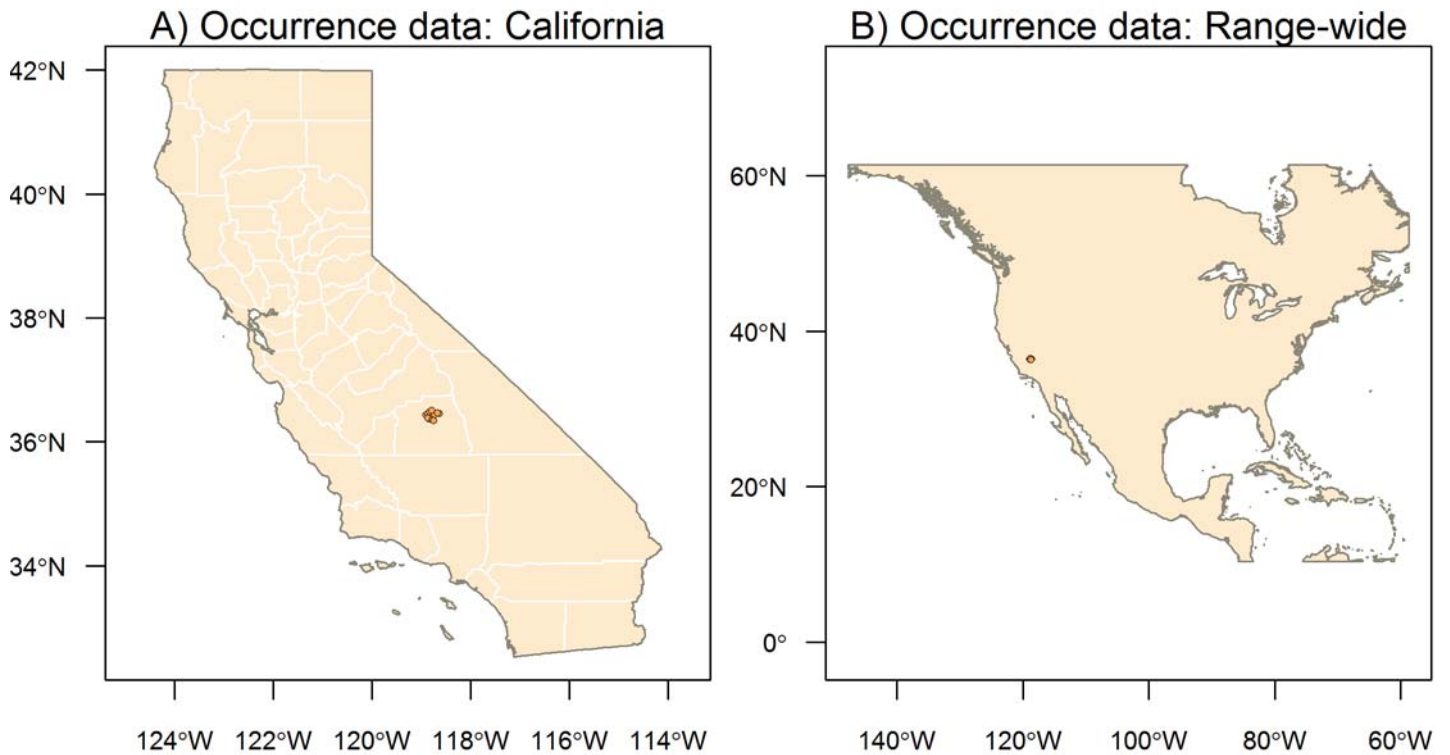 A) Occurrence data: California
42°N
40°N
38°N
36°N
34°N
124°W 122°W 120°W 118°W 116°W 114°W
B) Occurrence data: Range-wide
60°N
40°N
20°N
0°
140°W 120°W 100°W 80°W 60°W